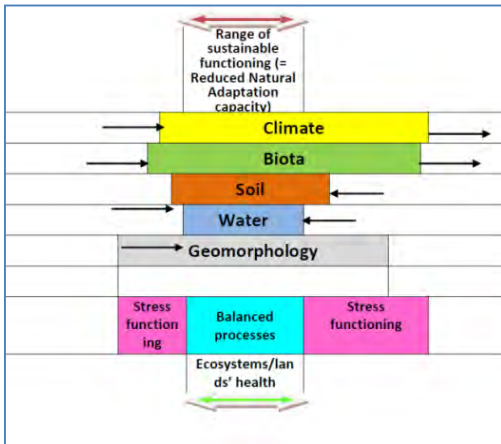 Range of
sustainable
functioning (=
Reduced Natural
Adaptation
capacity)
Climate
Biota
Soil
Water
Geomorphology
Stress
function
ing
Balanced
processes
Stress
functioning
Ecosystems/lan
ds’ health